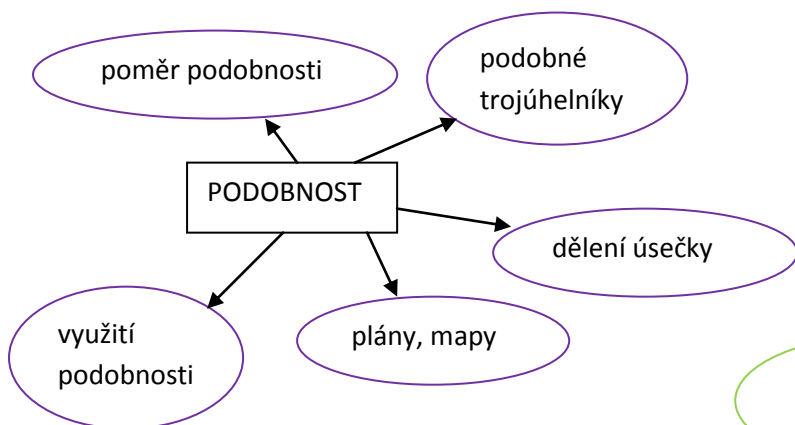 poměr podobnosti
podobné
trojúhelníky
PODOBNOST
dělení úsečky
využití
podobnosti
plány, mapy